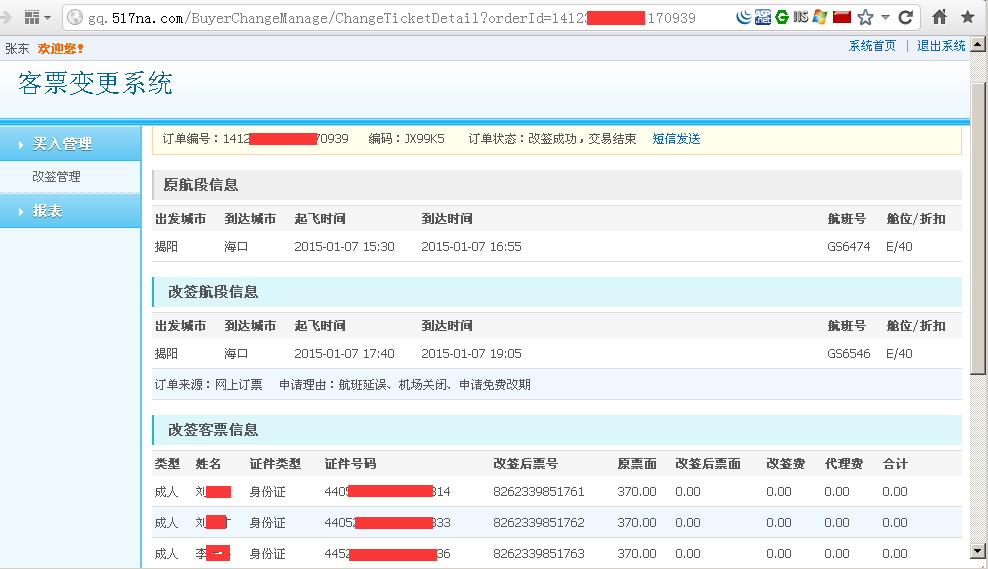 gq.517na.com/BuyerChangeManage/ChangeTicketDetail?orderId=1412 170939
张东 欢迎您! 系统首页 | 退出系统
客票变更系统
买入管理
改签管理
报表
订单编号：1412 70939 编码：JX99K5 订单状态：改签成功，交易结束 短信发送
原航段信息
出发城市 到达城市 起飞时间 到达时间 航班号 舱位/折扣
揭阳 海口 2015-01-07 15:30 2015-01-07 16:55 GS6474 E/40
改签航段信息
出发城市 到达城市 起飞时间 到达时间 航班号 舱位/折扣
揭阳 海口 2015-01-07 17:40 2015-01-07 19:05 GS6546 E/40
订单来源：网上订票 申请理由：航班延误、机场关闭、申请免费改期
改签客票信息
类型 姓名 证件类型 证件号码 改签后票号 原票面 改签后票面 改签费 代理费 合计
成人 刘 身份证 4405 314 8262339851761 370.00 0.00 0.00 0.00 0.00
成人 刘 身份证 44052 333 8262339851762 370.00 0.00 0.00 0.00 0.00
成人 李 身份证 4452 36 8262339851763 370.00 0.00 0.00 0.00 0.00